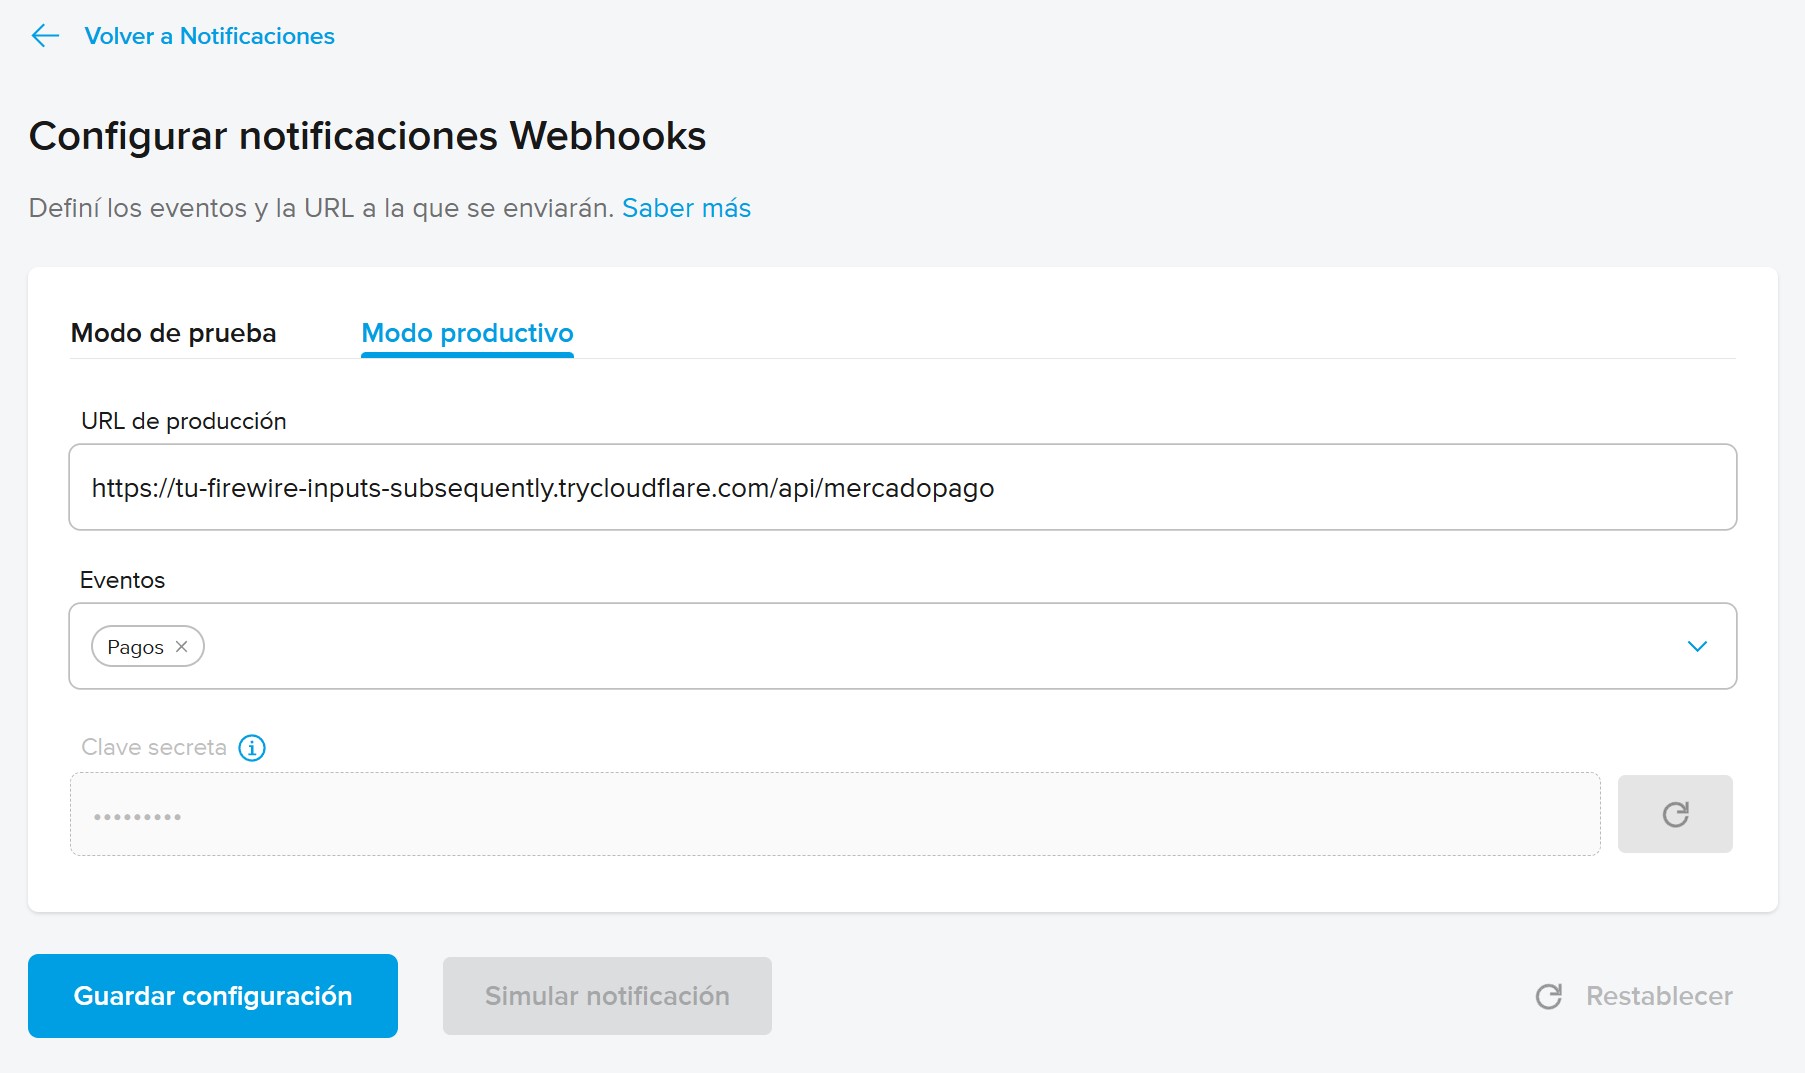 Volver a Notificaciones
Configurar notificaciones Webhooks
Definí los eventos y la URL a la que se enviarán. Saber más
Modo de prueba Modo productivo
URL de producción
https://tu-firewire-inputs-subsequently.trycloudflare.com/api/mercadopago
Eventos
Pagos
Clave secreta
•••••••••
Guardar configuración Simular notificación Restablecer